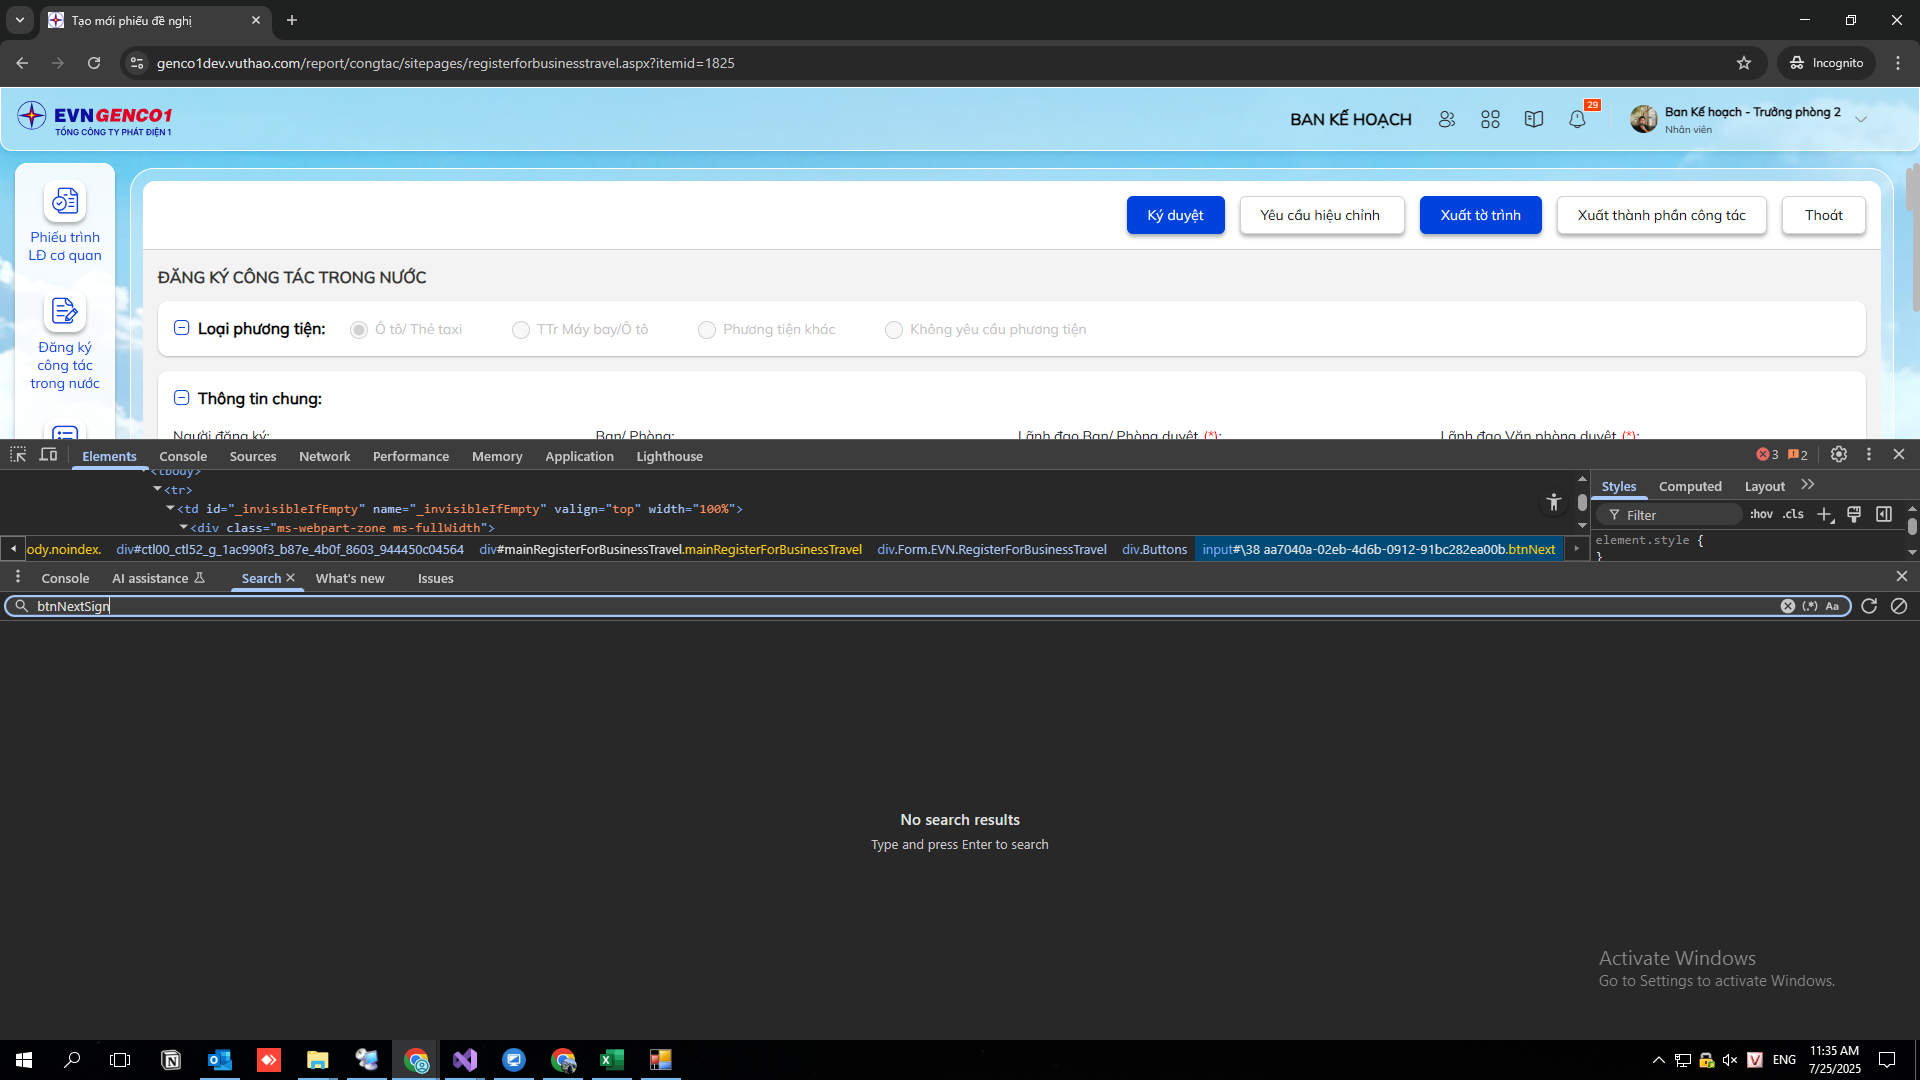 Tạo mới phiếu đề nghị
genco1dev.vuthao.com/report/congtac/sitepages/registerforbusinesstravel.aspx?itemid=1825
Incognito
EVNGENCO1
TỔNG CÔNG TY PHÁT ĐIỆN 1
BAN KẾ HOẠCH
29
Ban Kế hoạch - Trưởng phòng 2
Nhân viên
Phiếu trình
LĐ cơ quan
Đăng ký
công tác
trong nước
Ký duyệt
Yêu cầu hiệu chỉnh
Xuất tờ trình
Xuất thành phần công tác
Thoát
ĐĂNG KÝ CÔNG TÁC TRONG NƯỚC
Loại phương tiện:
Ô tô/ Thẻ taxi
TTr Máy bay/Ô tô
Phương tiện khác
Không yêu cầu phương tiện
Thông tin chung:
Người đăng ký:
Ban/ Phòng:
Lãnh đạo Ban/ Phòng duyệt (*):
Lãnh đạo Văn phòng duyệt (*):
Elements
Console
Sources
Network
Performance
Memory
Application
Lighthouse
3
2
<tbody>
<tr>
<td id="_invisibleIfEmpty" name="_invisibleIfEmpty" valign="top" width="100%">
<div class="ms-webpart-zone ms-fullWidth">
Styles
Computed
Layout
Filter
:hov
.cls
element.style {
}
ody.noindex.
div#ctl00_ctl52_g_1ac990f3_b87e_4b0f_8603_944450c04564
div#mainRegisterForBusinessTravel.mainRegisterForBusinessTravel
div.Form.EVN.RegisterForBusinessTravel
div.Buttons
input#\38 aa7040a-02eb-4d6b-0912-91bc282ea00b.btnNext
Console
AI assistance
Search
What's new
Issues
btnNextSign
(.*)
Aa
No search results
Type and press Enter to search
Activate Windows
Go to Settings to activate Windows.
ENG
11:35 AM
7/25/2025